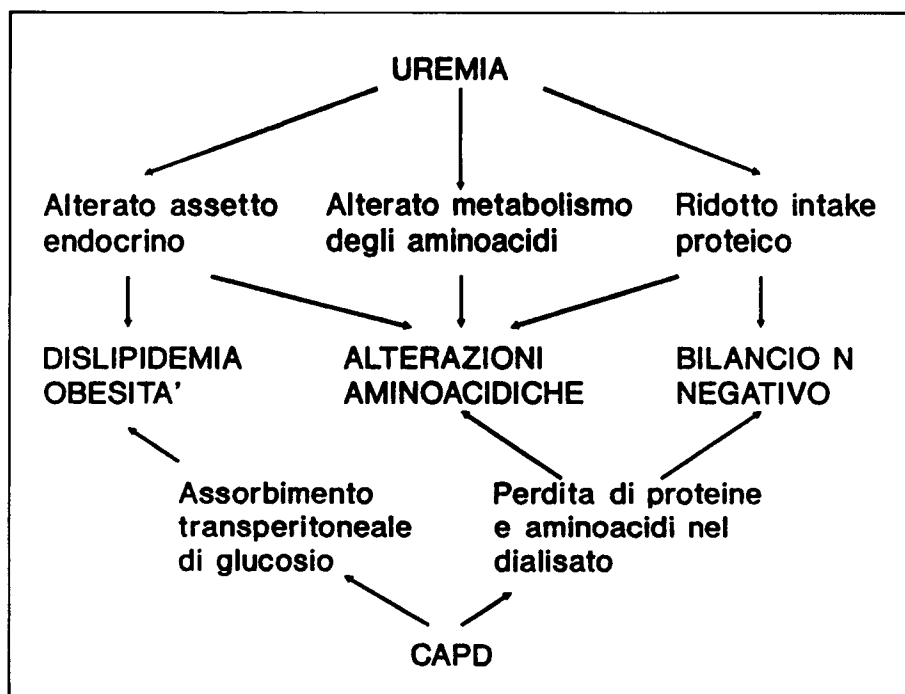 UREMIA
Alterato assetto
endocrino
Alterato metabolismo
degli aminoacidi
Ridotto intake
proteico
DISLIPIDEMIA
OBESITA'
ALTERAZIONI
AMINOACIDICHE
BILANCIO N
NEGATIVO
Assorbimento
transperitoneale
di glucosio
Perdita di proteine
e aminoacidi nel
dialisato
CAPD